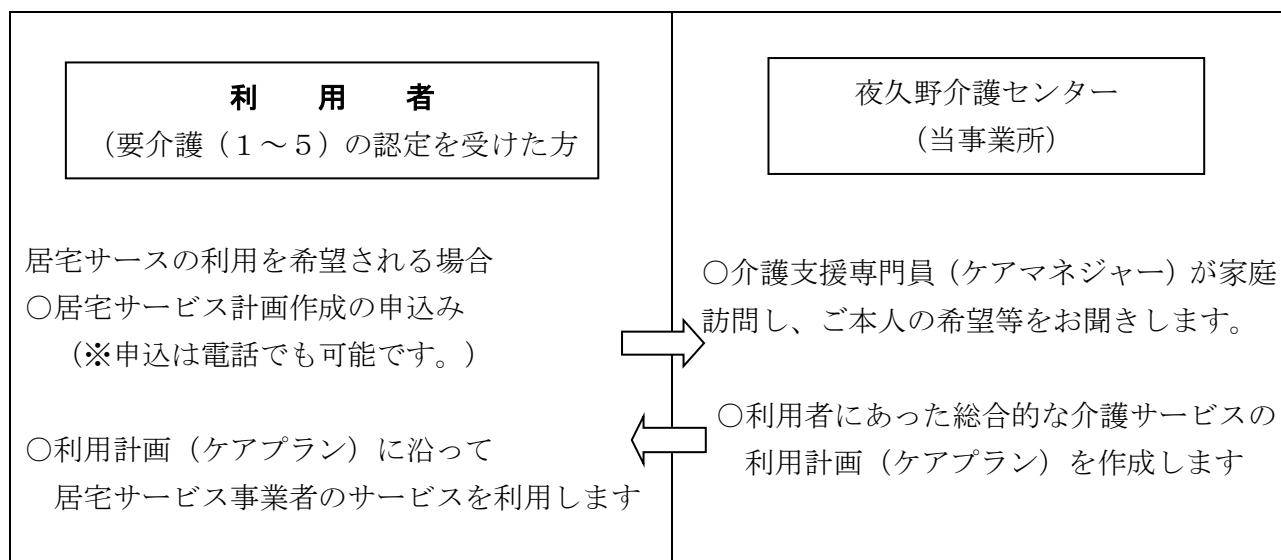 利　用　者
（要介護（１～５）の認定を受けた方
居宅サースの利用を希望される場合
○居宅サービス計画作成の申込み
（※申込は電話でも可能です。）
○利用計画（ケアプラン）に沿って
居宅サービス事業者のサービスを利用します
夜久野介護センター
（当事業所）
○介護支援専門員（ケアマネジャー）が家庭
訪問し、ご本人の希望等をお聞きします。
○利用者にあった総合的な介護サービスの
利用計画（ケアプラン）を作成します